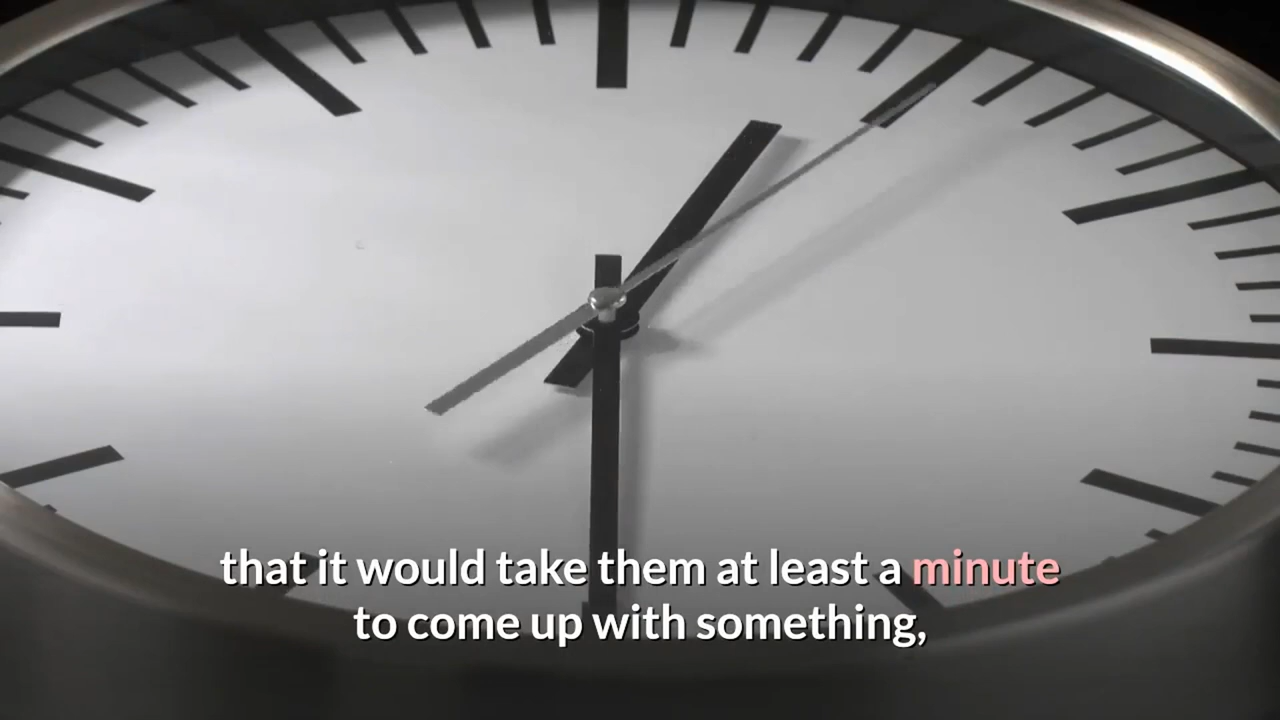 that it would take them at least a minute
to come up with something,